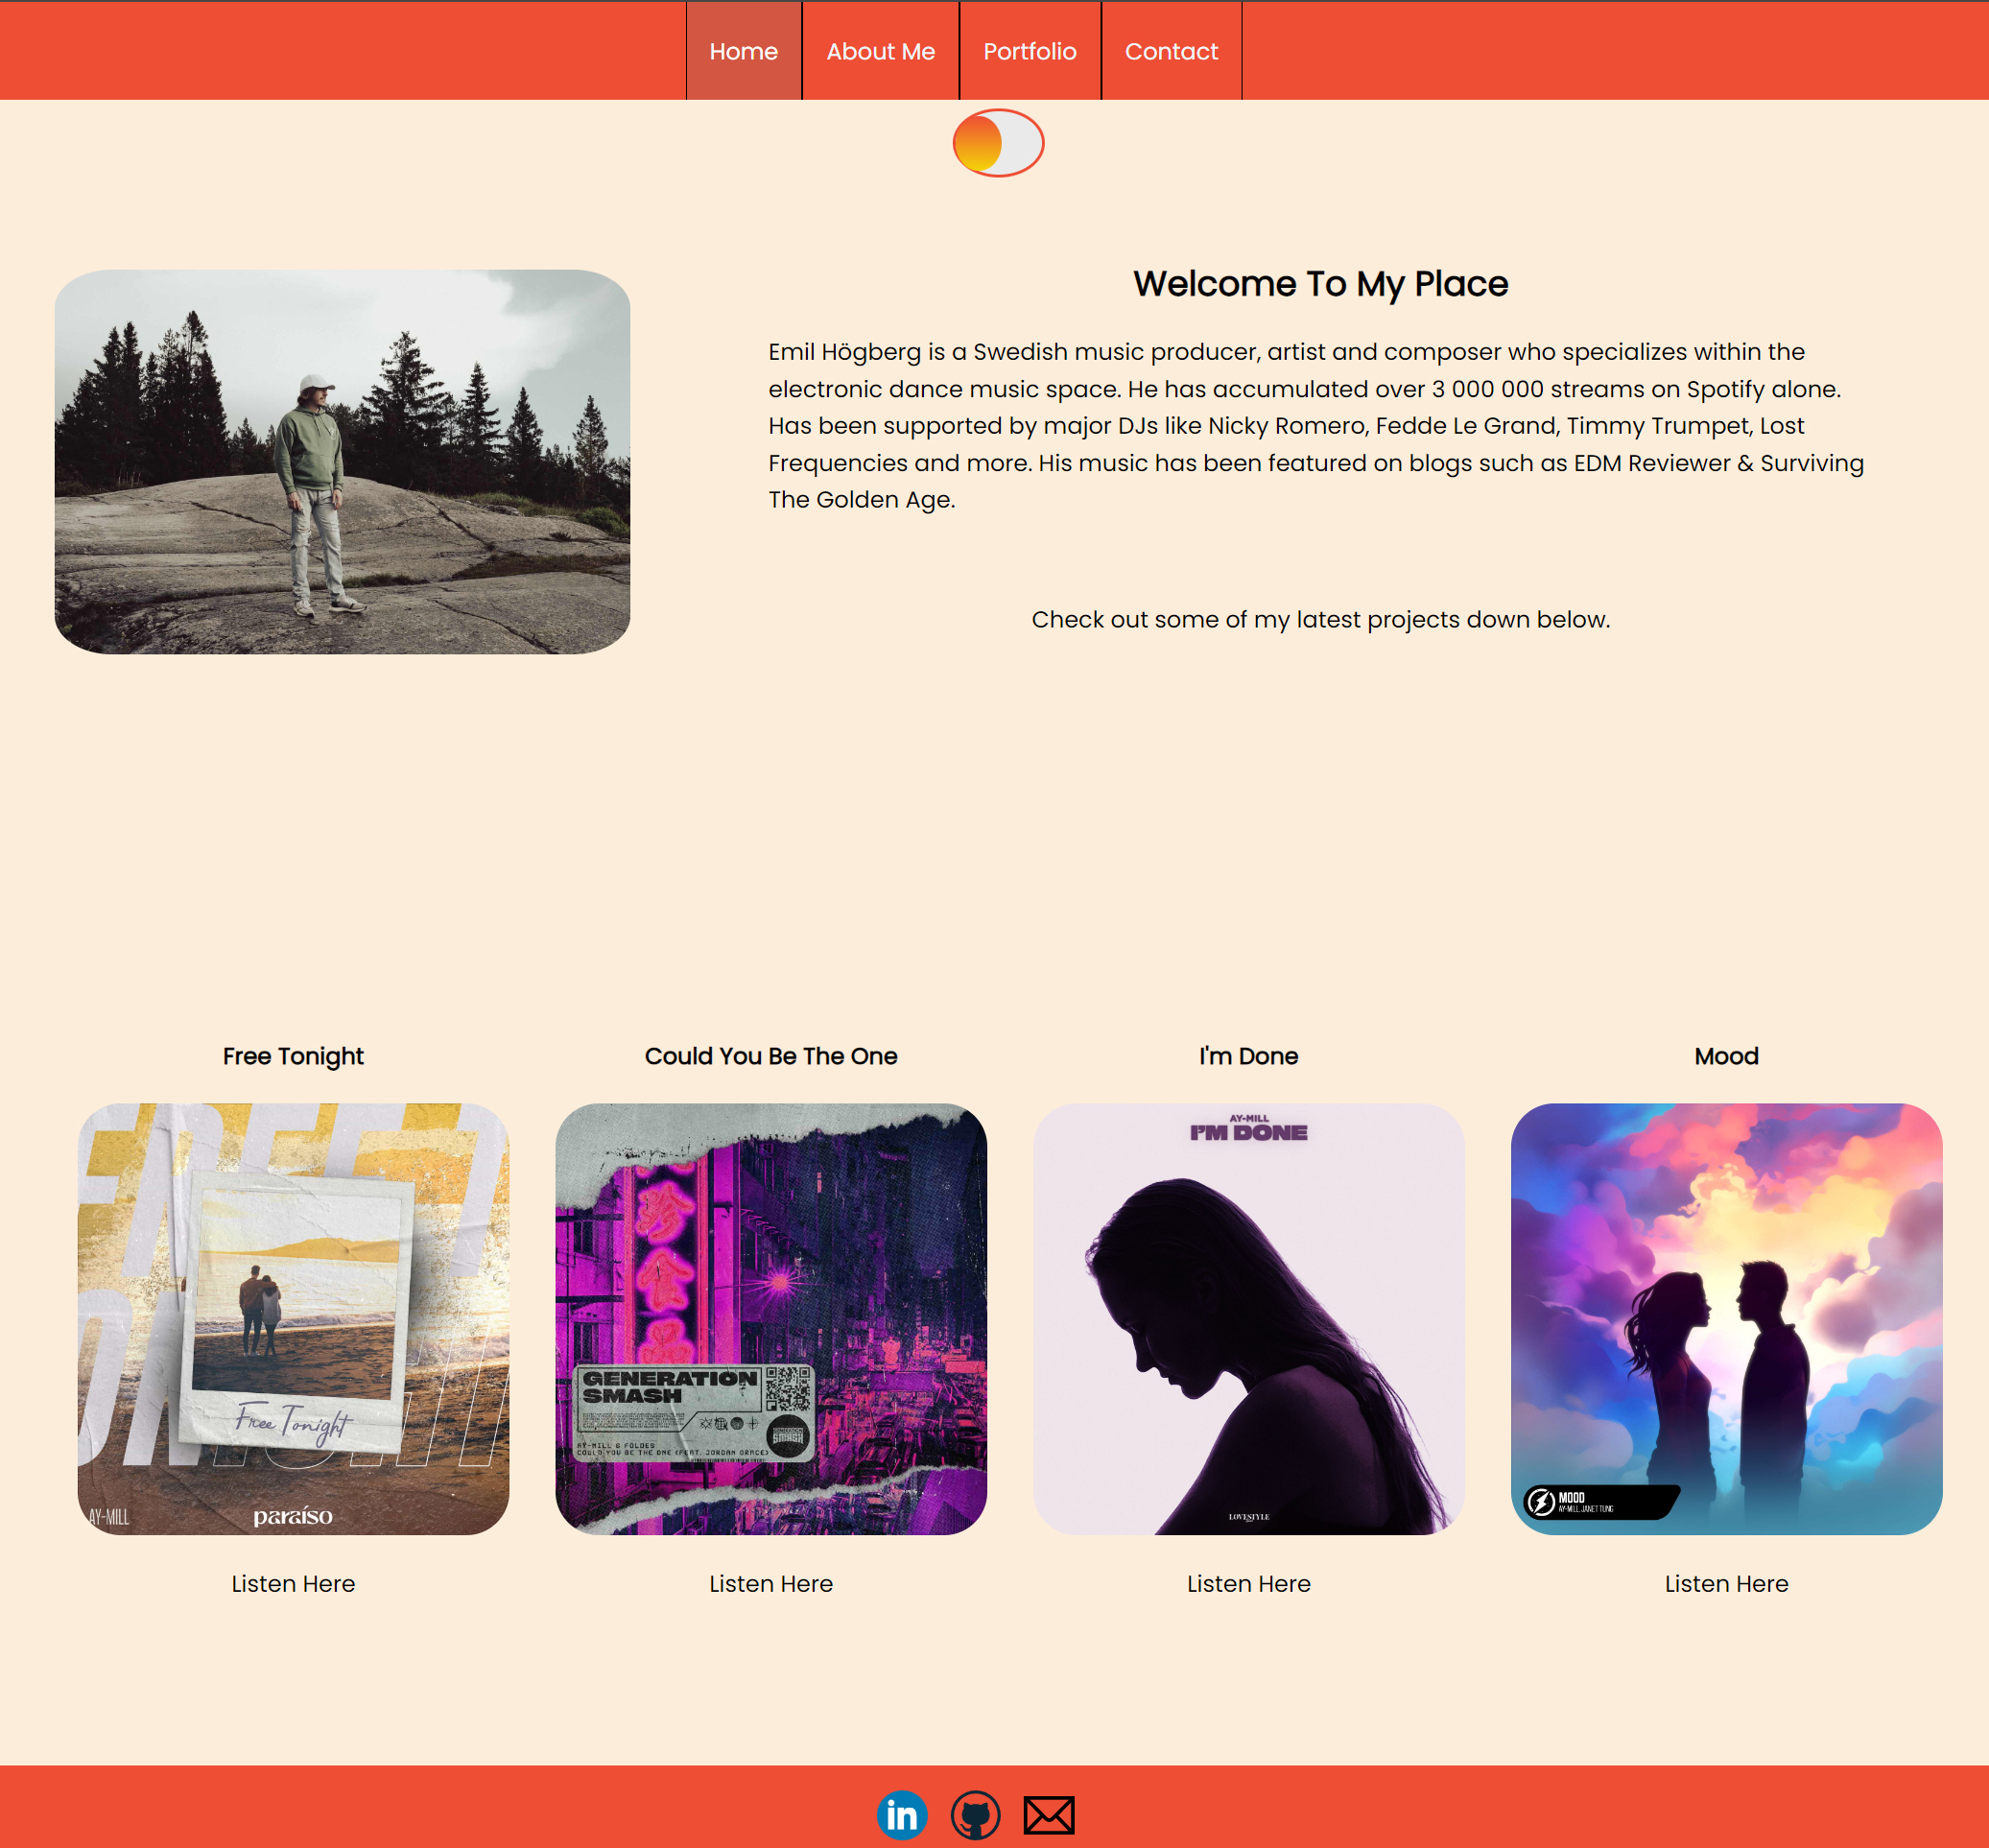 Home About Me Portfolio Contact
Welcome To My Place
Emil Högberg is a Swedish music producer, artist and composer who specializes within the
electronic dance music space. He has accumulated over 3 000 000 streams on Spotify alone.
Has been supported by major DJs like Nicky Romero, Fedde Le Grand, Timmy Trumpet, Lost
Frequencies and more. His music has been featured on blogs such as EDM Reviewer & Surviving
The Golden Age.
Check out some of my latest projects down below.
Free Tonight
Could You Be The One
I'm Done
Mood
FREE T
Free Tonight
AY-MILL
paraíso
GENERATION
SMASH
AY-MILL & FOLDES
COULD YOU BE THE ONE (FEAT. JORDAN GRACE)
AY-MILL
I'M DONE
LOVESTYLE
MOOD
AY-MILL, JANET TUNG
Listen Here
Listen Here
Listen Here
Listen Here
in